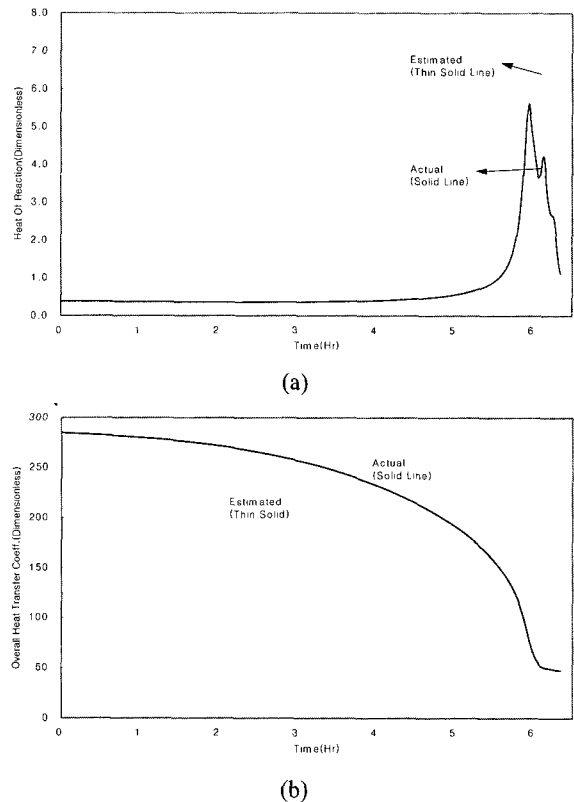 8.0
7.0
6.0
5.0
4.0
3.0
2.0
1.0
0.0
Heat Of Reaction(Dimensionless)
Estimated
(Thin Solid Line)
Actual
(Solid Line)
0 1 2 3 4 5 6
Time(Hr)
(a)
300
250
200
150
100
50
0
Overall Heat Transfer Coeff.(Dimensionless)
Actual
(Solid Line)
Estimated
(Thin Solid)
0 1 2 3 4 5 6
Time(Hr)
(b)